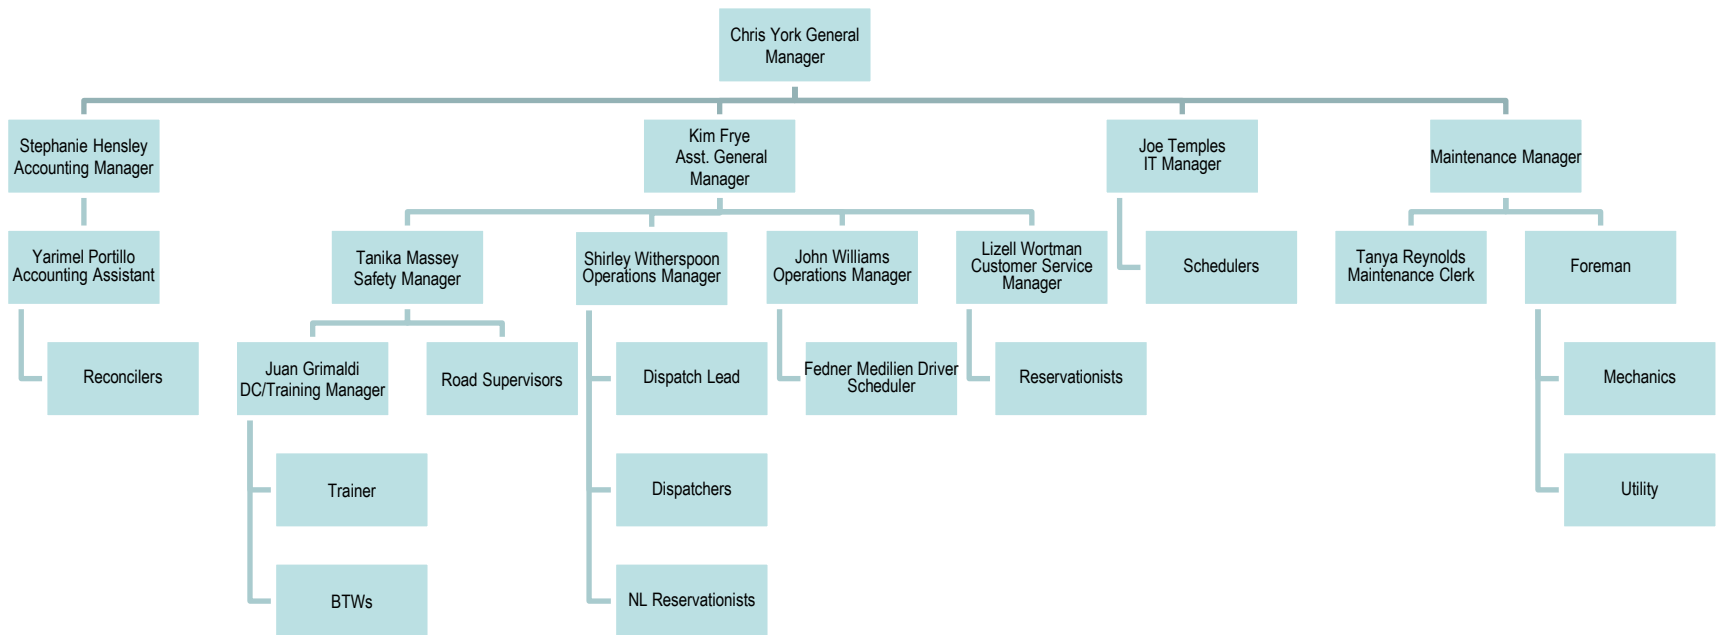 Chris York General
Manager
Stephanie Hensley
Accounting Manager
Kim Frye
Asst. General
Manager
Joe Temples
IT Manager
Maintenance Manager
Yarimel Portillo
Accounting Assistant
Tanika Massey
Safety Manager
Shirley Witherspoon
Operations Manager
John Williams
Operations Manager
Lizell Wortman
Customer Service
Manager
Schedulers
Tanya Reynolds
Maintenance Clerk
Foreman
Reconcilers
Juan Grimaldi
DC/Training Manager
Road Supervisors
Dispatch Lead
Fedner Medilien Driver
Scheduler
Reservationists
Mechanics
Trainer
Dispatchers
Utility
BTWs
NL Reservationists